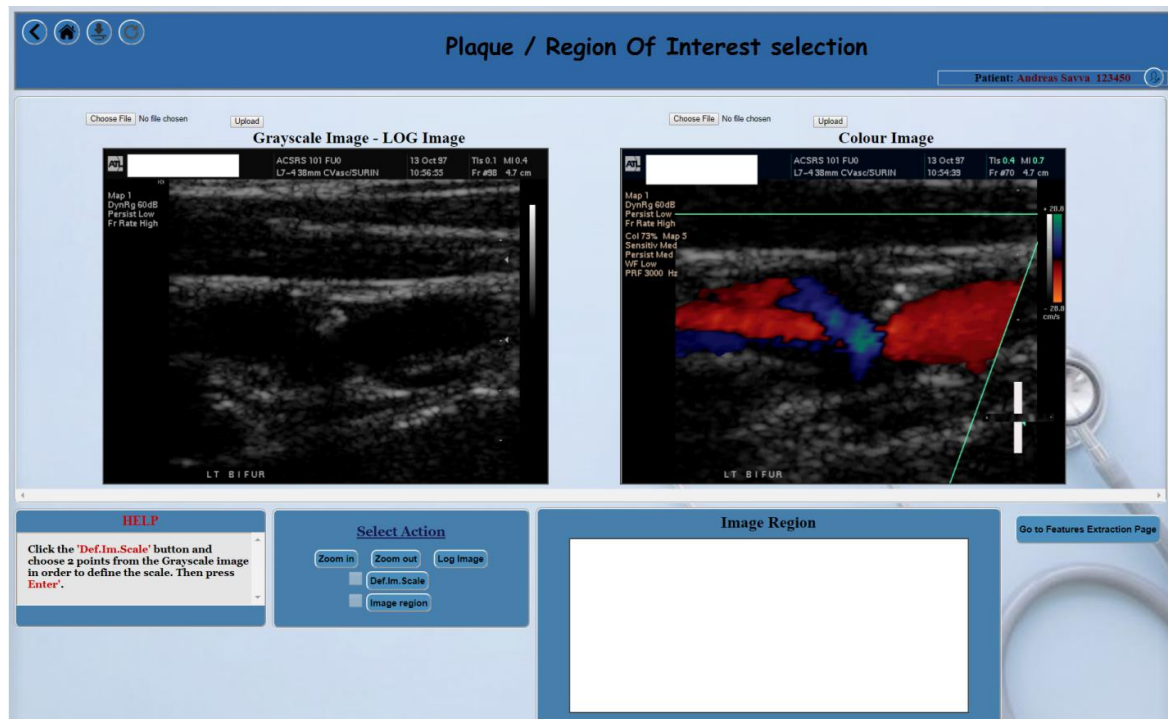 Plaque / Region Of Interest selection
Patient: Andreas Savva 123450
Choose File No file chosen
Upload
Grayscale Image - LOG Image
ATL
ACSRS 101 FU0 13 Oct 97 TIs 0.1 MI 0.4
L7-4 38mm CVasc/SURIN 10:56:55 Fr #98 4.7 cm
Map 1
DynRg 60dB
Persist Low
Fr Rate High
LT BIFUR
Choose File No file chosen
Upload
Colour Image
ATL
ACSRS 101 FU0 13 Oct 97 TIs 0.4 MI 0.7
L7-4 38mm CVasc/SURIN 10:54:39 Fr #70 4.7 cm
Map 1
DynRg 60dB
Persist Low
Fr Rate High
Col 73% Map 5
Sensitiv Med
Persist Med
WF Low
PRF 3000 Hz
+ 28.8
- 28.8
cm/s
LT BIFUR
HELP
Click the 'Def.Im.Scale' button and
choose 2 points from the Grayscale image
in order to define the scale. Then press
Enter'.
Select Action
Zoom in Zoom out Log Image
Def.Im.Scale
Image region
Image Region
Go to Features Extraction Page